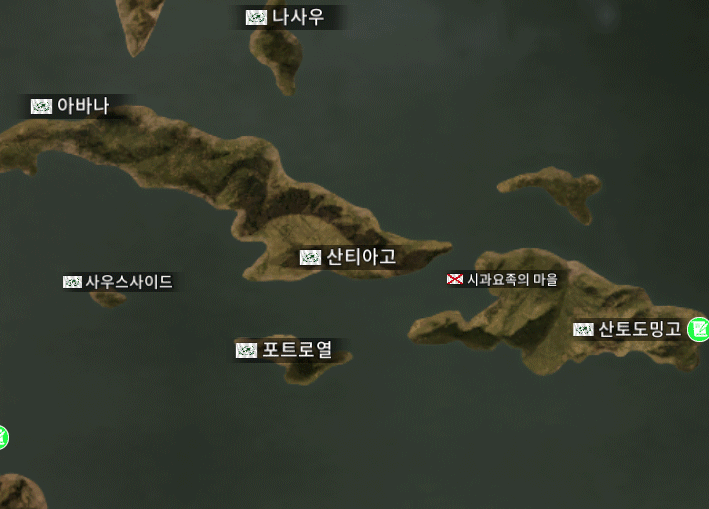 나사우
아바나
산티아고
사우스사이드
시과요족의 마을
산토도밍고
포트로열